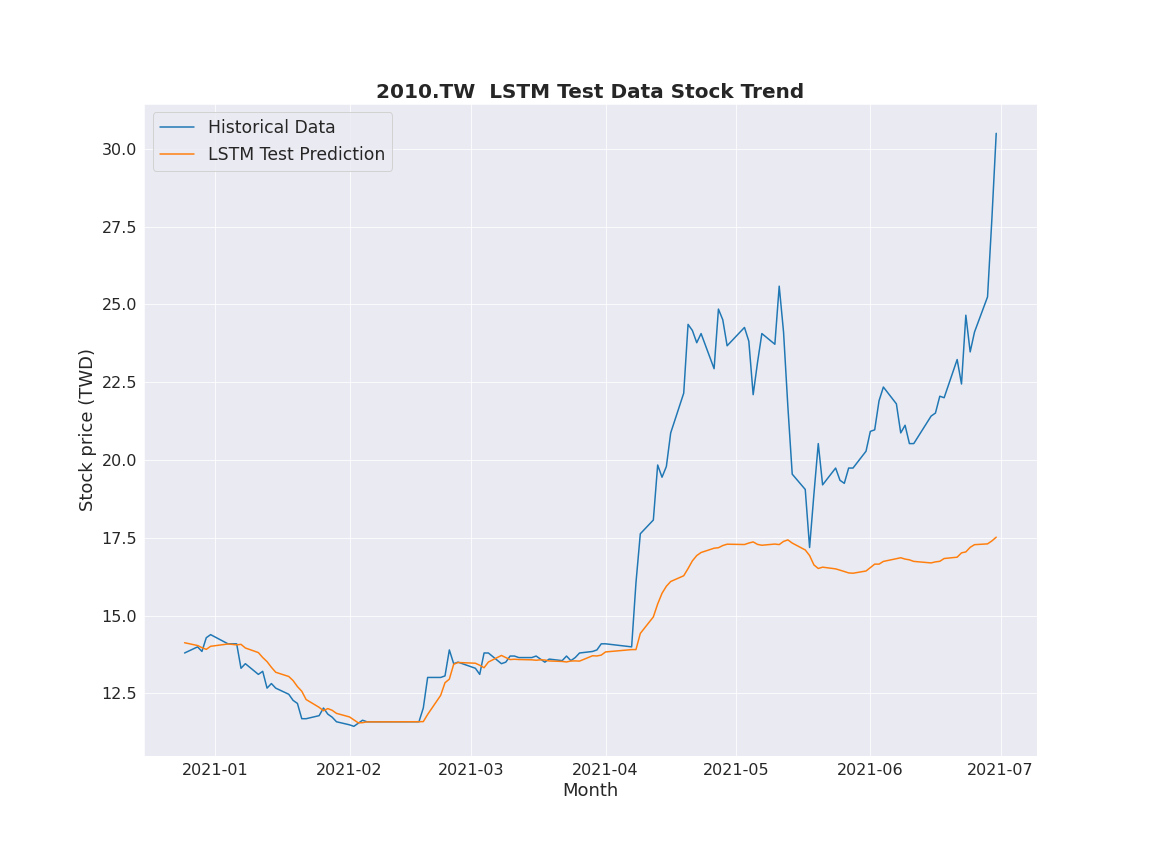 2010.TW  LSTM Test Data Stock Trend
Historical Data
LSTM Test Prediction
30.0
27.5
25.0
22.5
20.0
17.5
15.0
12.5
Stock price (TWD)
2021-01 2021-02 2021-03 2021-04 2021-05 2021-06 2021-07
Month